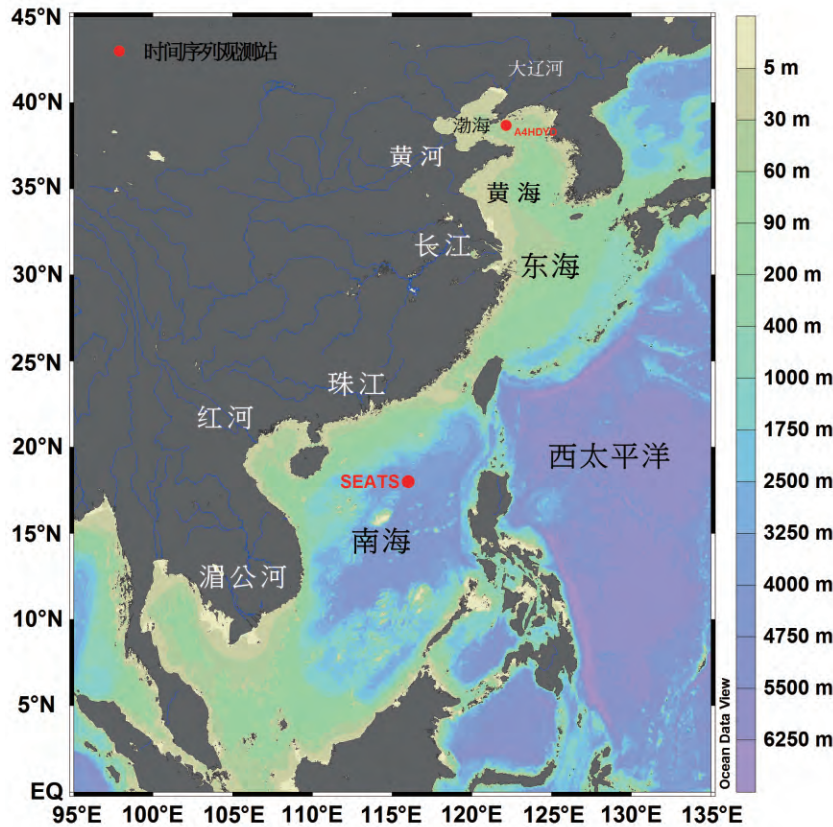 45°N
40°N
35°N
30°N
25°N
20°N
15°N
10°N
5°N
EQ
时间序列观测站
大辽河
渤海
A4HDYD
黄河
黄海
长江
东海
珠江
红河
西太平洋
SEATS
南海
湄公河
95°E 100°E 105°E 110°E 115°E 120°E 125°E 130°E 135°E
Ocean Data View
5 m
30 m
60 m
90 m
200 m
400 m
1000 m
1750 m
2500 m
3250 m
4000 m
4750 m
5500 m
6250 m